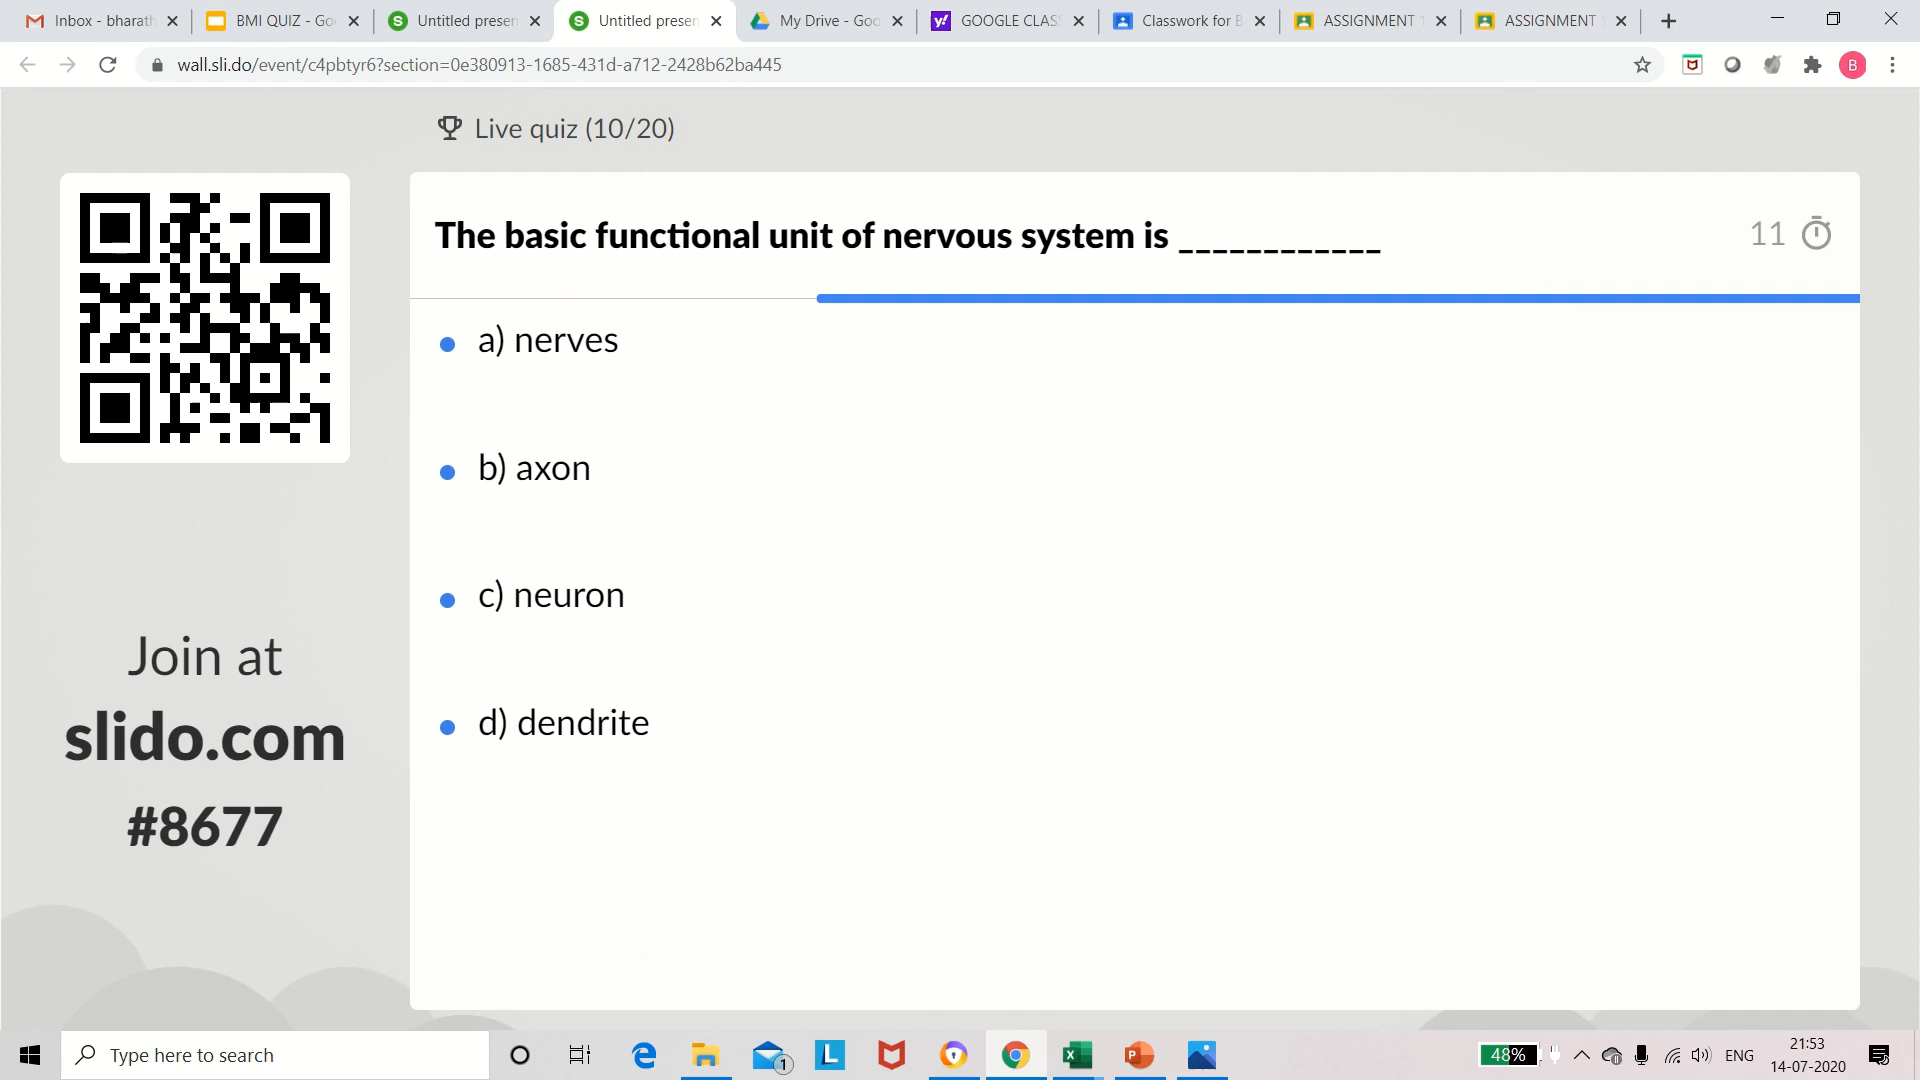 Inbox - bharath
BMI QUIZ - Go
Untitled presen
Untitled presen
My Drive - Goo
GOOGLE CLAS
Classwork for B
ASSIGNMENT
ASSIGNMENT
wall.sli.do/event/c4pbtyr6?section=0e380913-1685-431d-a712-2428b62ba445
B
Live quiz (10/20)
The basic functional unit of nervous system is ____________
11
a) nerves
b) axon
c) neuron
d) dendrite
Join at
slido.com
#8677
Type here to search
1
L
48%
ENG
21:53
14-07-2020